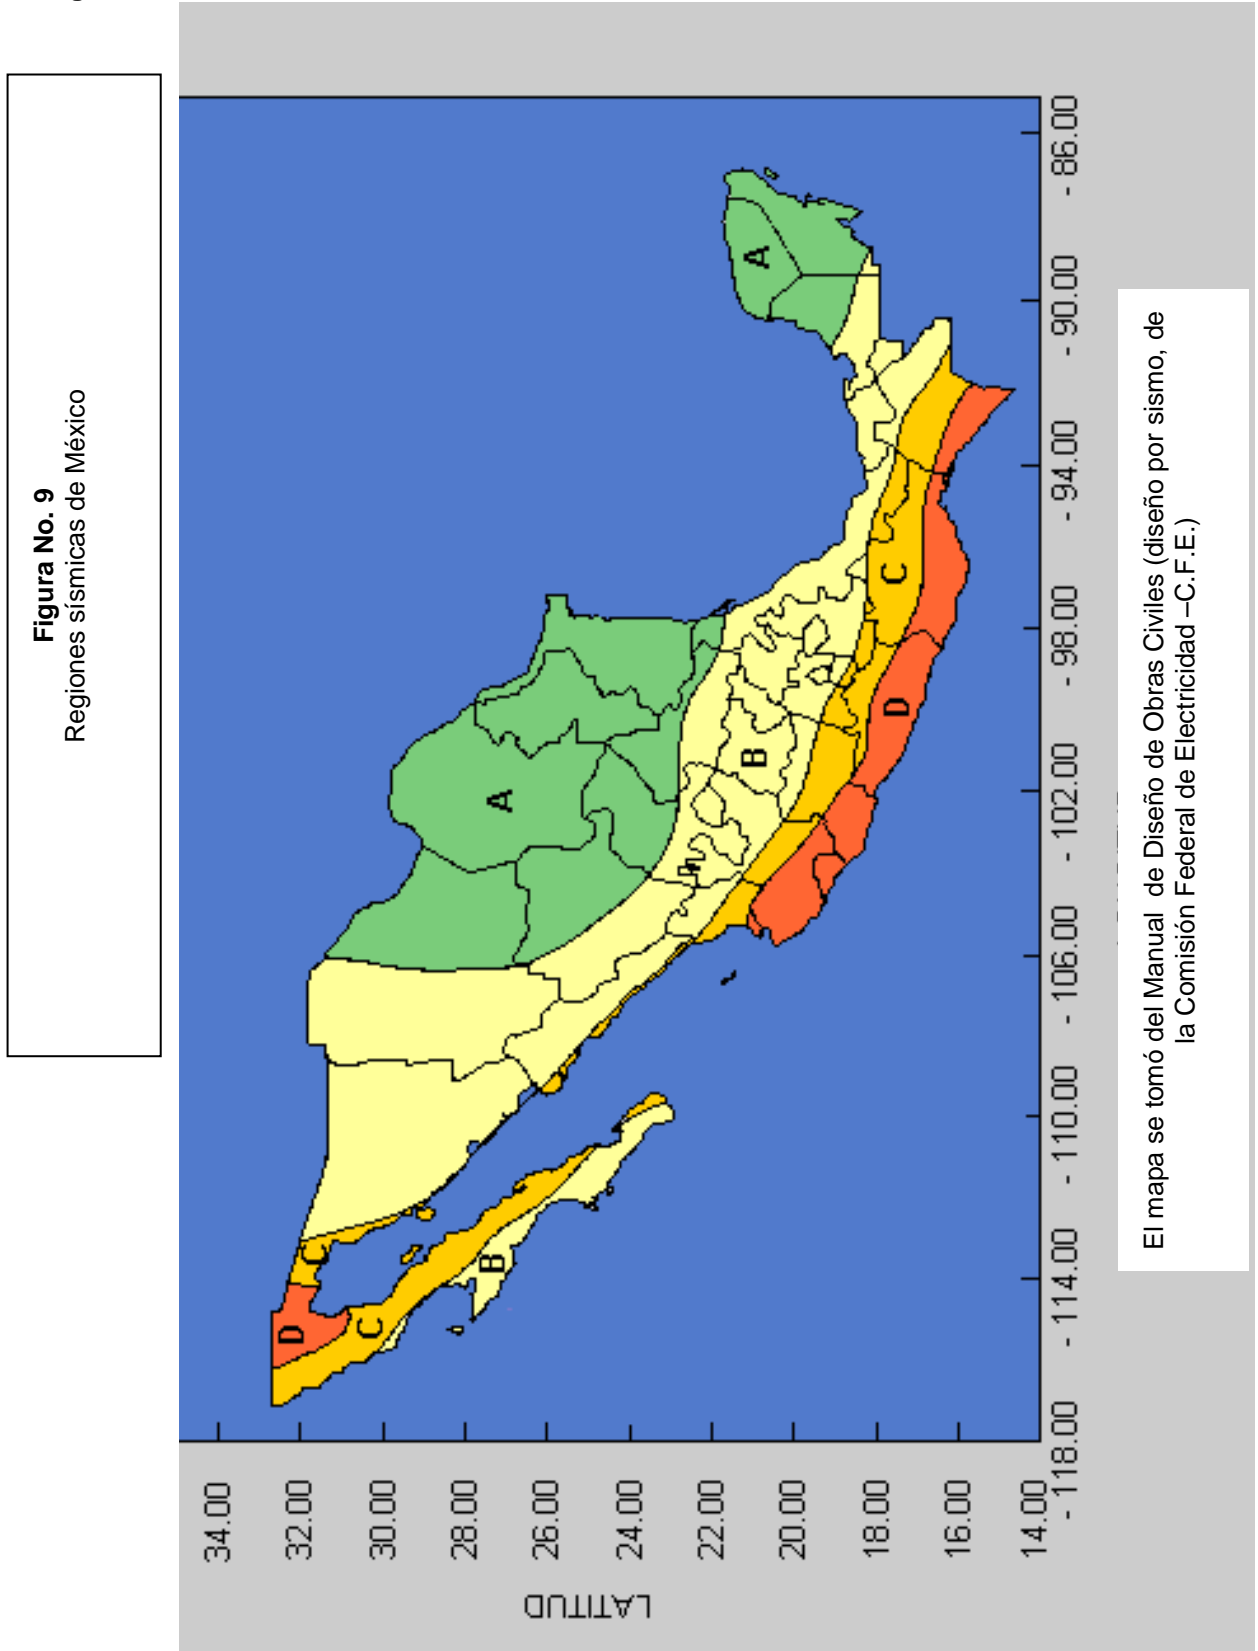 Figura No. 9
Regiones sísmicas de México
34.00
32.00
30.00
28.00
26.00
24.00
22.00
20.00
18.00
16.00
14.00
LATITUD
- 118.00
- 114.00
- 110.00
- 106.00
- 102.00
- 98.00
- 94.00
- 90.00
- 86.00
D
C
C
B
A
B
D
C
A
El mapa se tomó del Manual de Diseño de Obras Civiles (diseño por sismo, de
la Comisión Federal de Electricidad –C.F.E.)